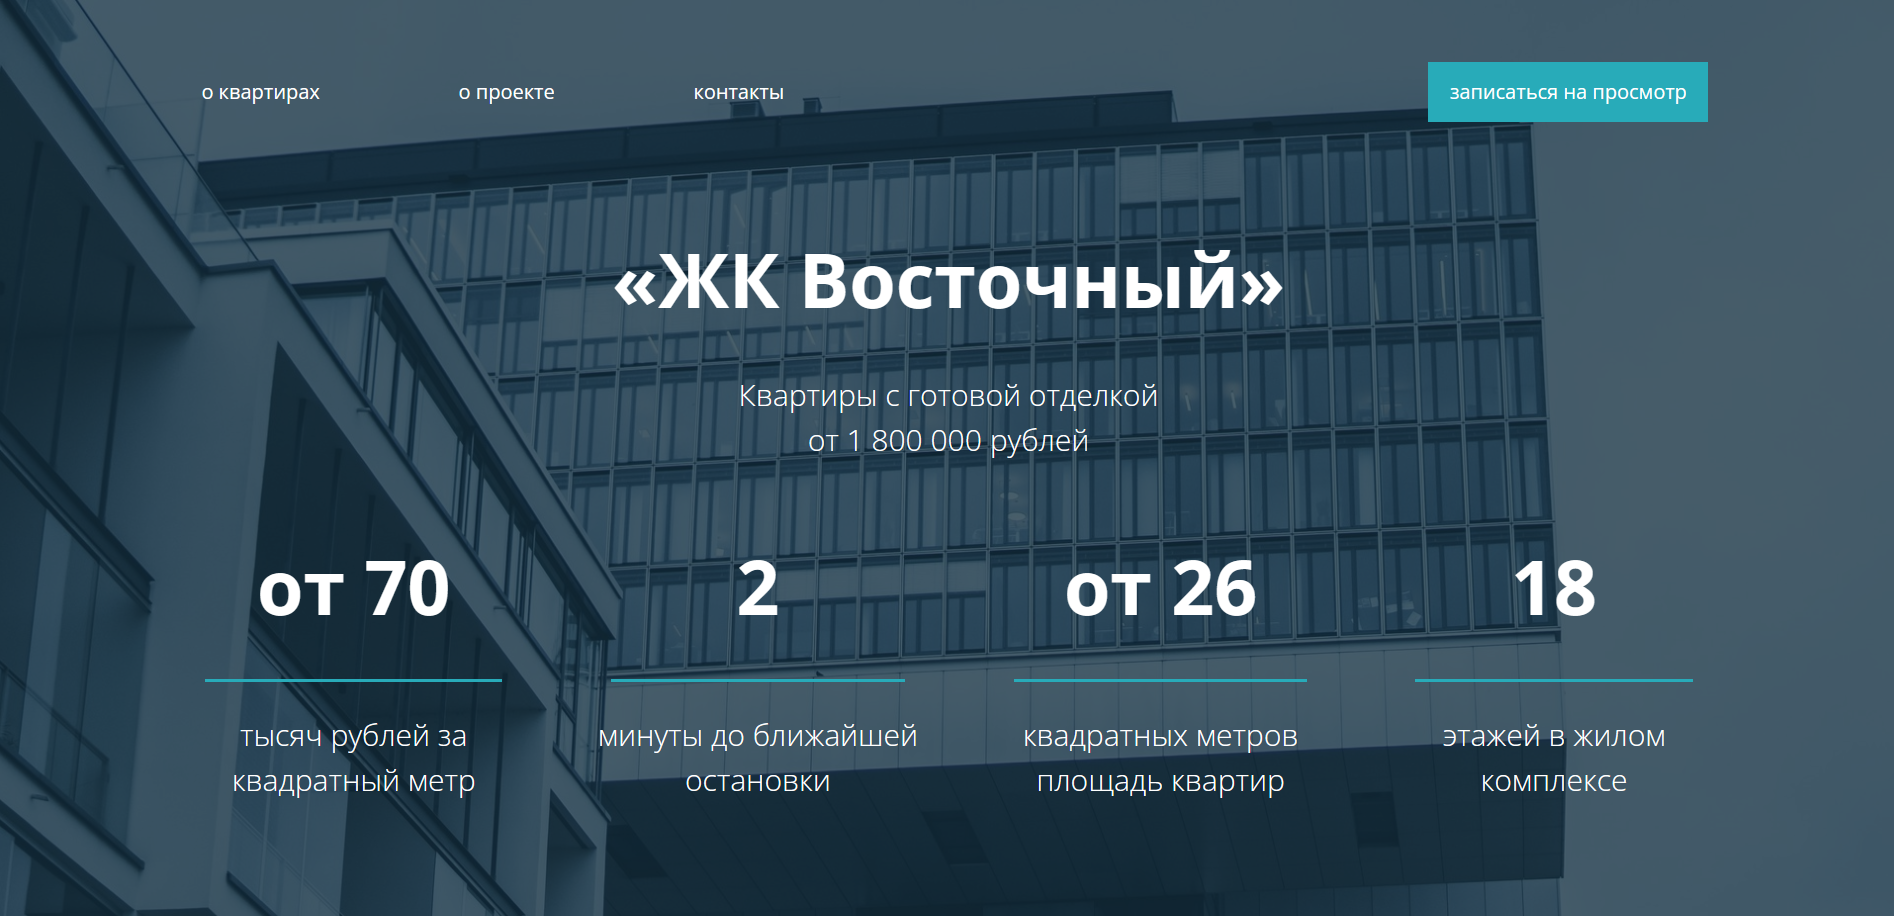 о квартирах
о проекте
контакты
записаться на просмотр
«ЖК Восточный»
Квартиры с готовой отделкой
от 1 800 000 рублей
от 70
тысяч рублей за
квадратный метр
2
минуты до ближайшей
остановки
от 26
квадратных метров
площадь квартир
18
этажей в жилом
комплексе